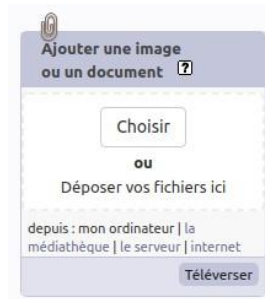 Ajouter une image
ou un document ?
Choisir
ou
Déposer vos fichiers ici
depuis : mon ordinateur | la
médiathèque | le serveur | internet
Téléverser